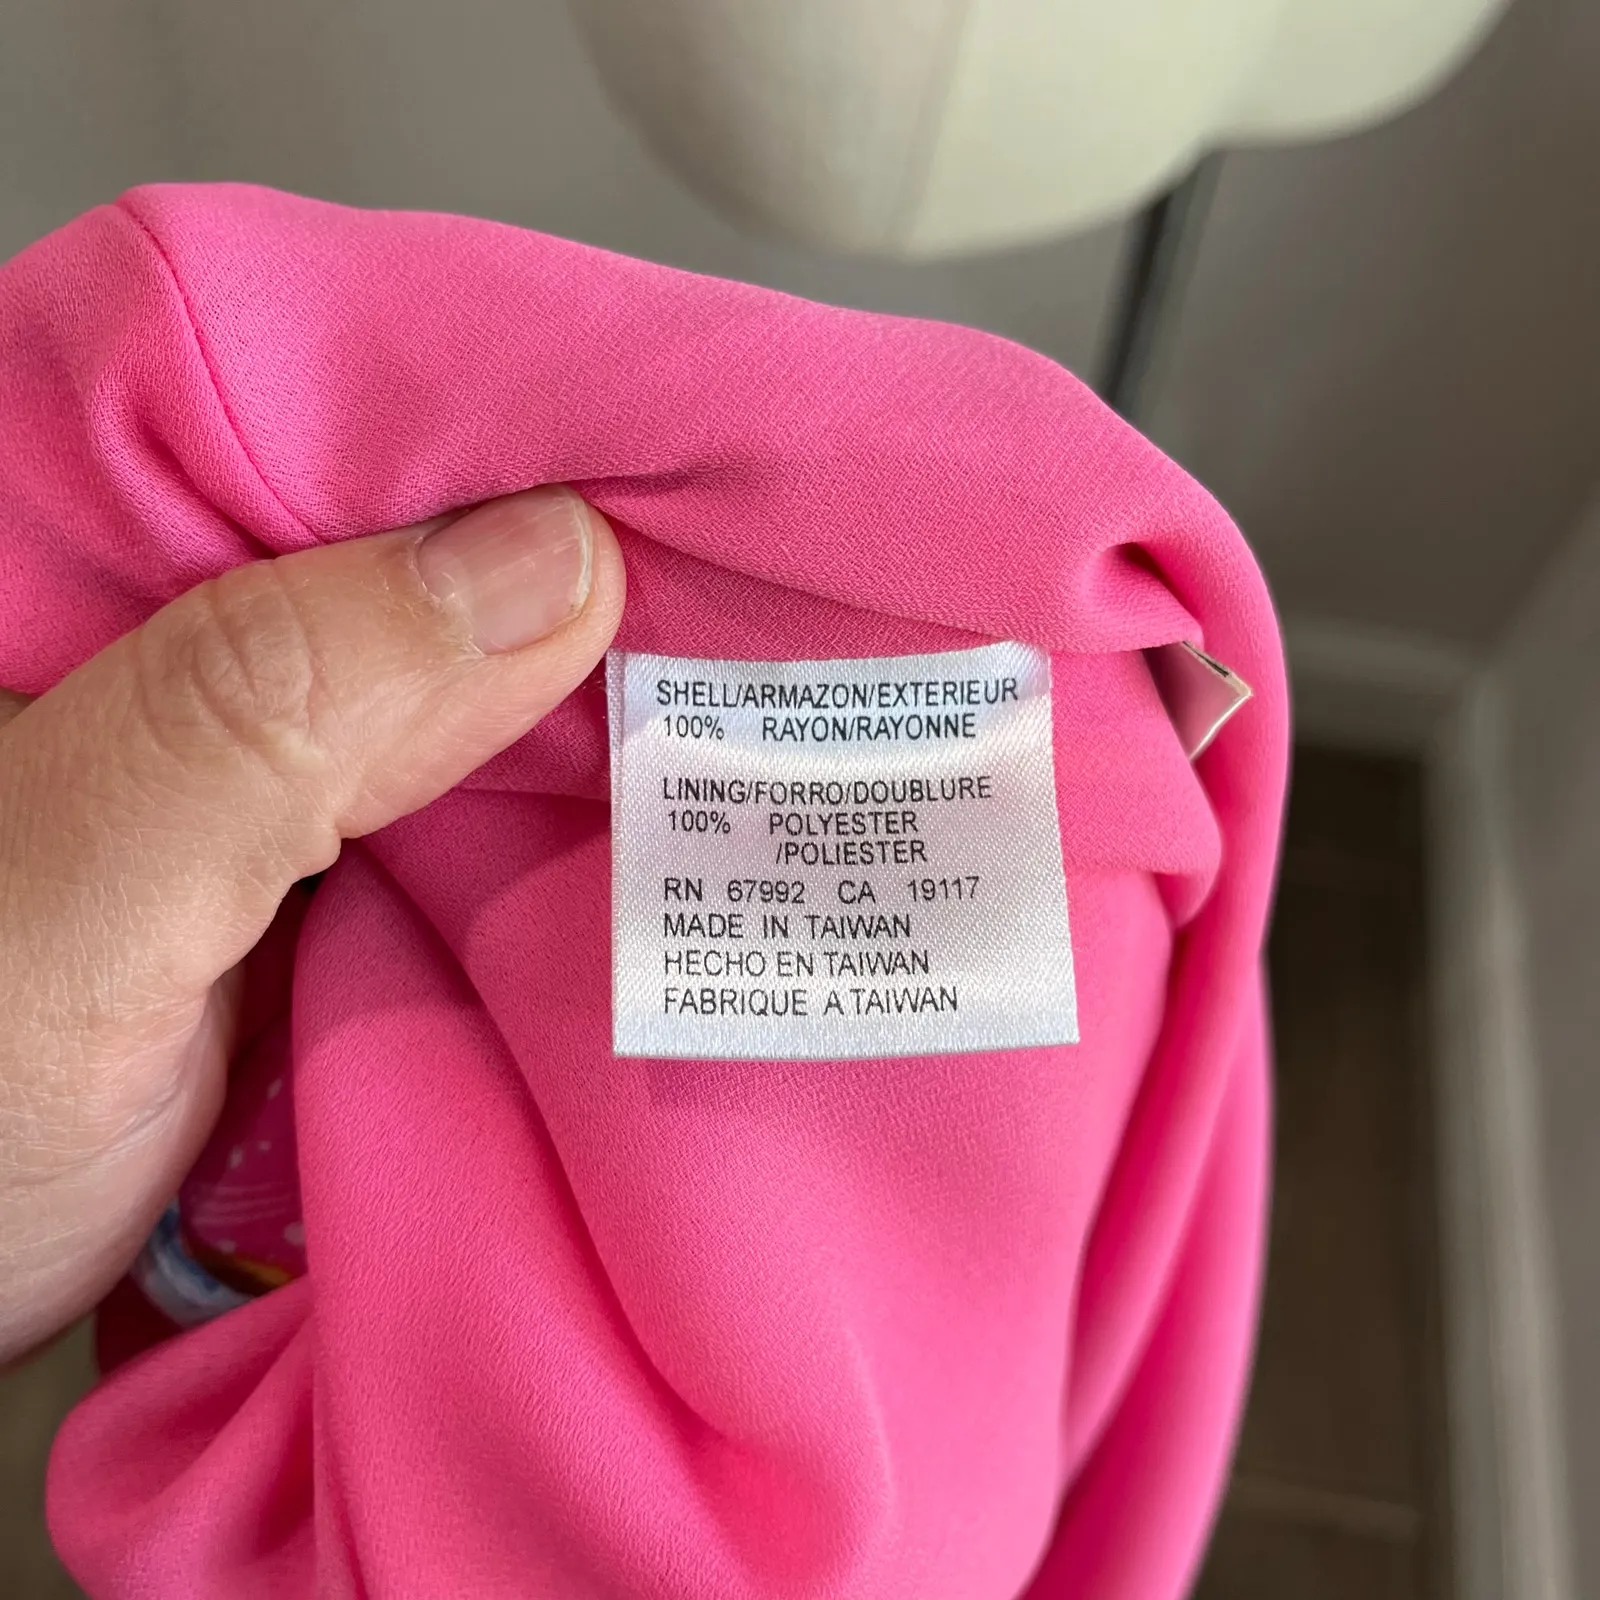 SHELL/ARMAZON/EXTERIEUR
100% RAYON/RAYONNE
LINING/FORRO/DOUBLURE
100% POLYESTER
/POLIESTER
RN 67992 CA 19117
MADE IN TAIWAN
HECHO EN TAIWAN
FABRIQUE A TAIWAN